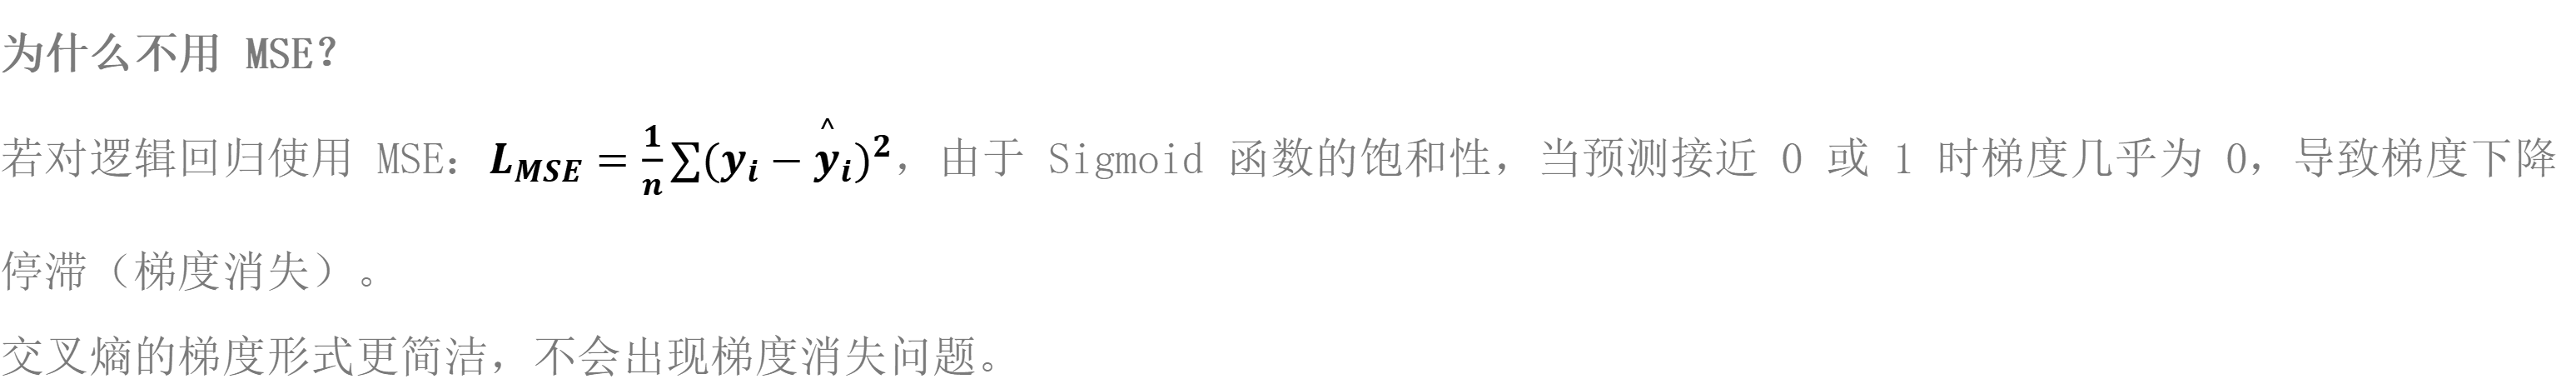 为什么不用 MSE？
若对逻辑回归使用 MSE：L_MSE = 1/n ∑(y_i − ŷ_i)²，由于 Sigmoid 函数的饱和性，当预测接近 0 或 1 时梯度几乎为 0，导致梯度下降
停滞（梯度消失）。
交叉熵的梯度形式更简洁，不会出现梯度消失问题。